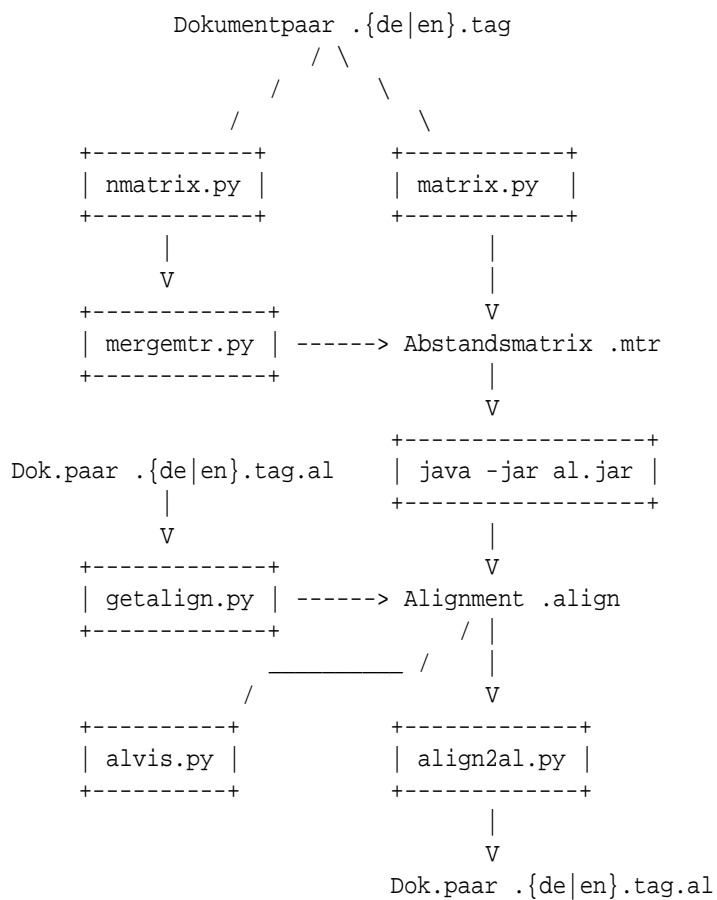 Dokumentpaar .{de|en}.tag
nmatrix.py matrix.py
mergemtr.py ------> Abstandsmatrix .mtr
Dok.paar .{de|en}.tag.al java -jar al.jar
getalign.py ------> Alignment .align
alvis.py align2al.py
Dok.paar .{de|en}.tag.al